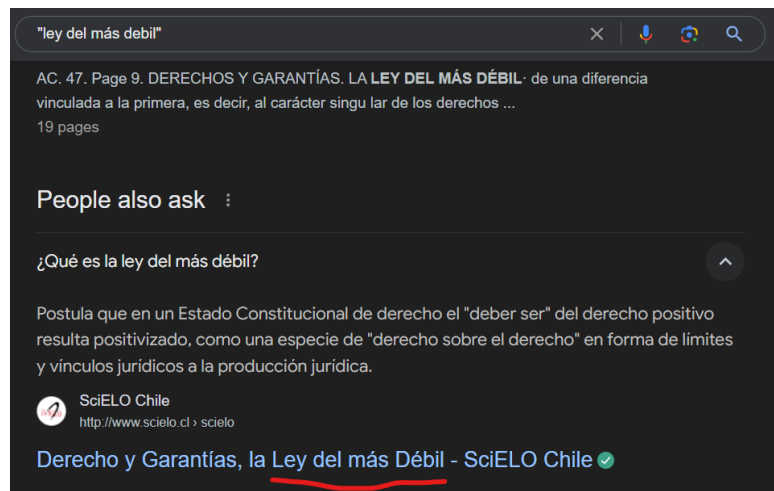 "ley del más debil"
AC. 47. Page 9. DERECHOS Y GARANTÍAS. LA LEY DEL MÁS DÉBIL· de una diferencia
vinculada a la primera, es decir, al carácter singu lar de los derechos ...
19 pages
People also ask
¿Qué es la ley del más débil?
Postula que en un Estado Constitucional de derecho el "deber ser" del derecho positivo
resulta positivizado, como una especie de "derecho sobre el derecho" en forma de límites
y vínculos jurídicos a la producción jurídica.
SciELO Chile
http://www.scielo.cl › scielo
Derecho y Garantías, la Ley del más Débil - SciELO Chile